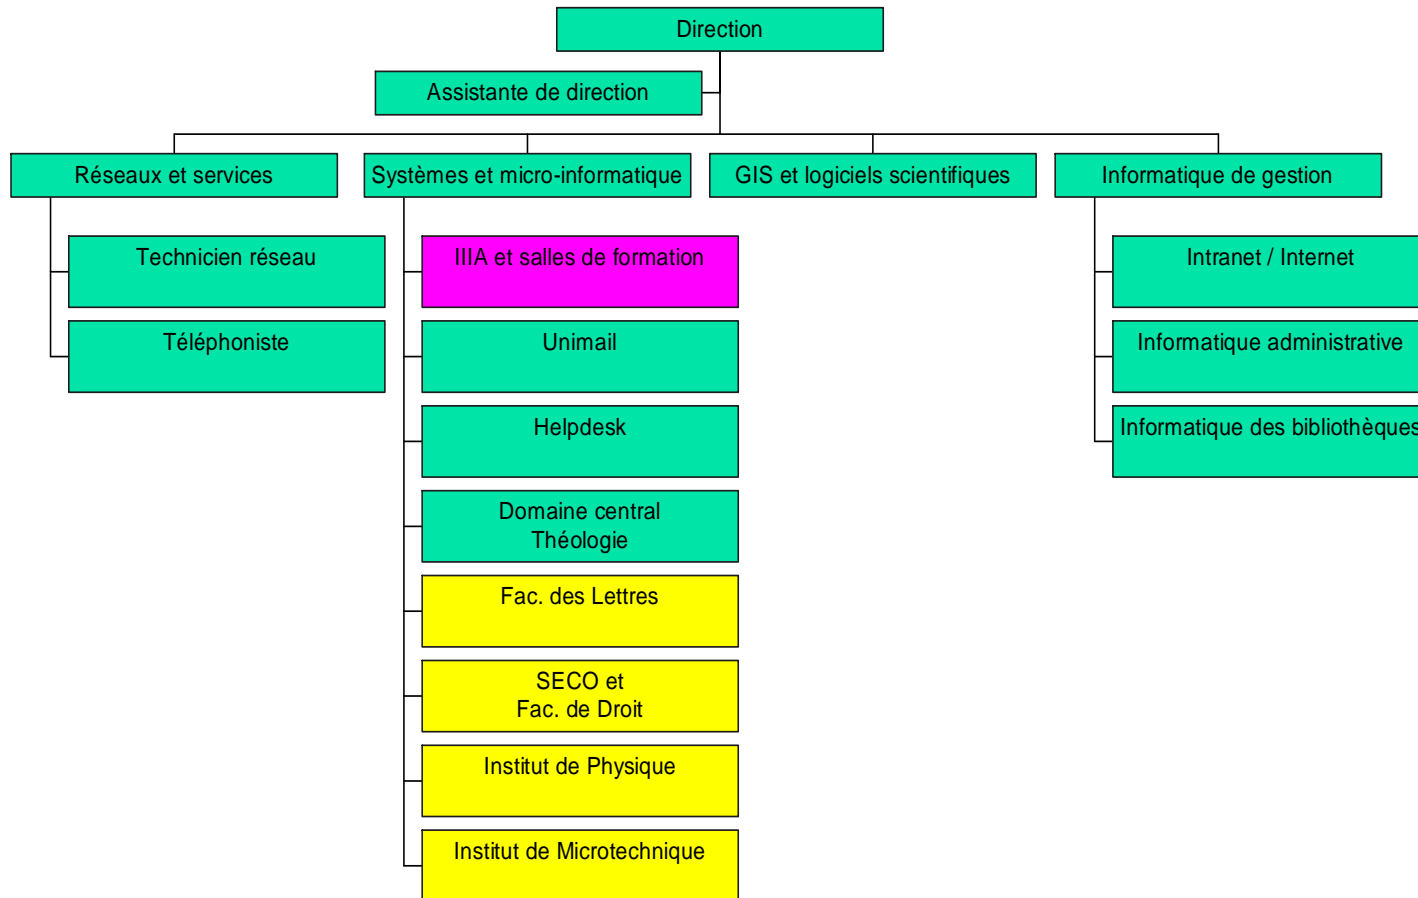 Direction
Assistante de direction
Réseaux et services
Systèmes et micro-informatique
GIS et logiciels scientifiques
Informatique de gestion
Technicien réseau
Téléphoniste
IIIA et salles de formation
Unimail
Helpdesk
Domaine central
Théologie
Fac. des Lettres
SECO et
Fac. de Droit
Institut de Physique
Institut de Microtechnique
Intranet / Internet
Informatique administrative
Informatique des bibliothèques